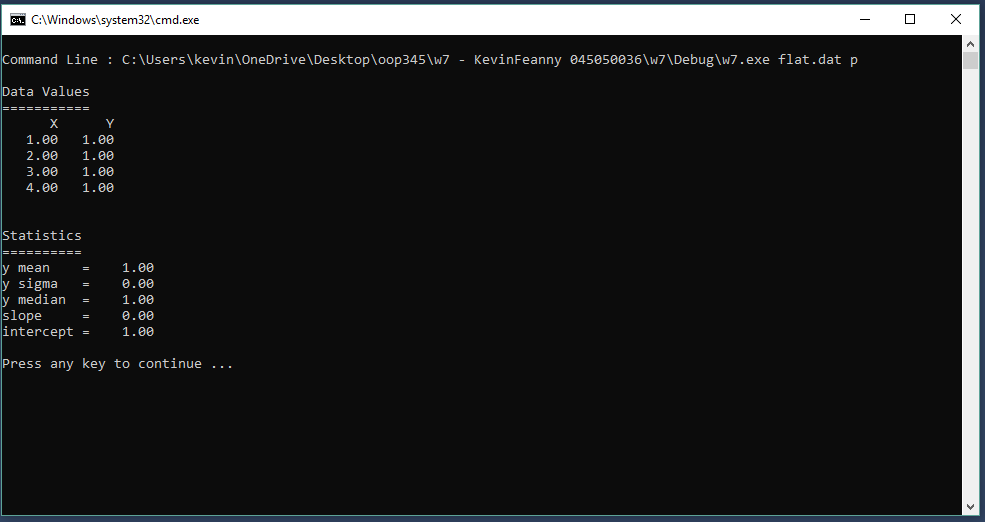 C:\Windows\system32\cmd.exe
Command Line : C:\Users\kevin\OneDrive\Desktop\oop345\w7 - KevinFeanny 045050036\w7\Debug\w7.exe flat.dat p
Data Values
===========
      X      Y
   1.00   1.00
   2.00   1.00
   3.00   1.00
   4.00   1.00
Statistics
==========
y mean    =    1.00
y sigma   =    0.00
y median  =    1.00
slope     =    0.00
intercept =    1.00
Press any key to continue ...